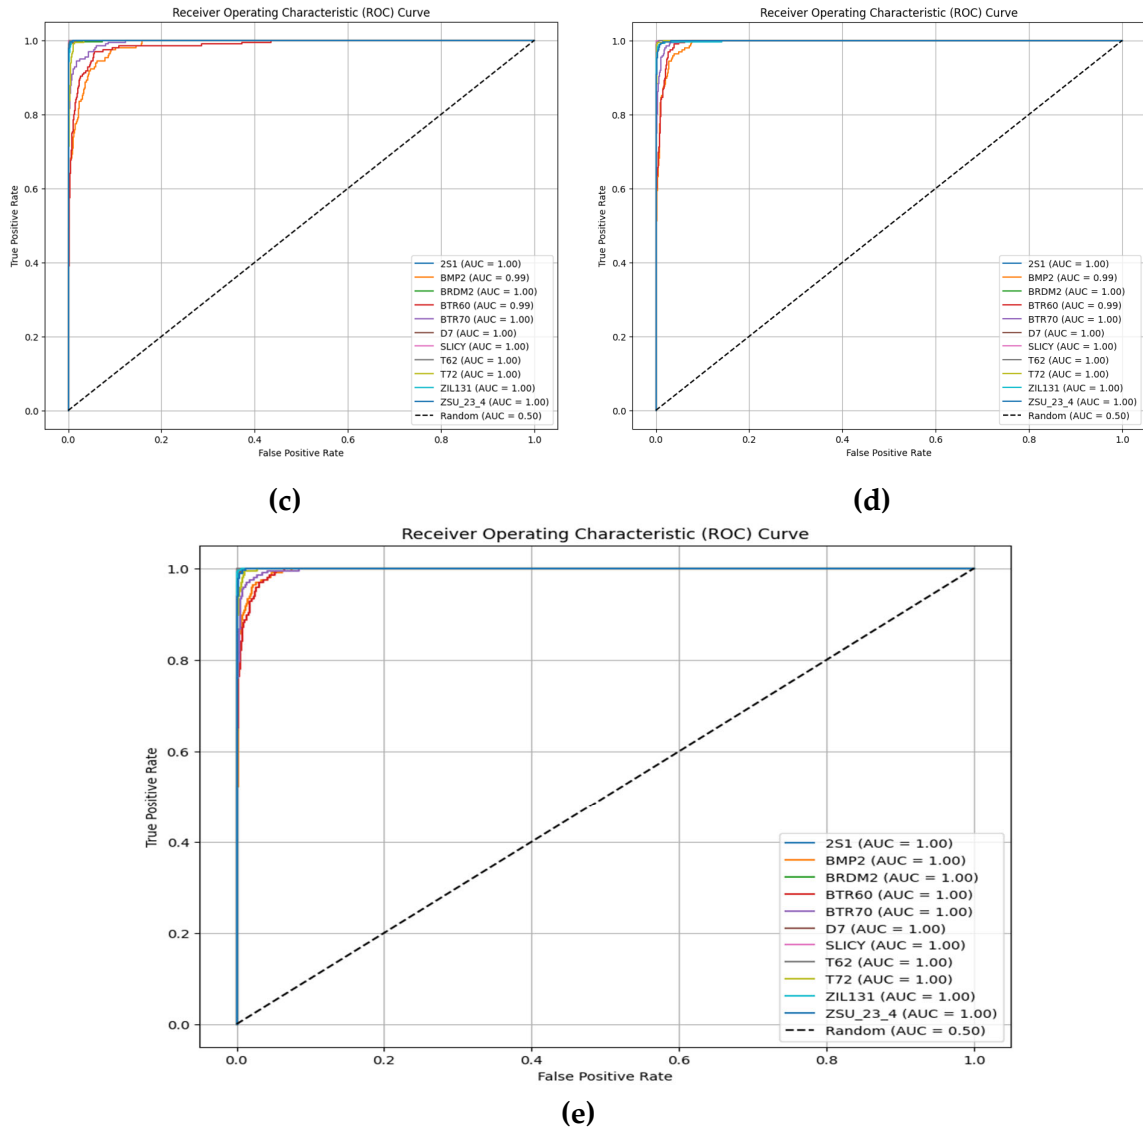 Receiver Operating Characteristic (ROC) Curve
1.0
0.8
0.6
0.4
0.2
0.0
True Positive Rate
2S1 (AUC = 1.00)
BMP2 (AUC = 0.99)
BRDM2 (AUC = 1.00)
BTR60 (AUC = 0.99)
BTR70 (AUC = 1.00)
D7 (AUC = 1.00)
SLICY (AUC = 1.00)
T62 (AUC = 1.00)
T72 (AUC = 1.00)
ZIL131 (AUC = 1.00)
ZSU_23_4 (AUC = 1.00)
Random (AUC = 0.50)
0.0 0.2 0.4 0.6 0.8 1.0
False Positive Rate
(c)
Receiver Operating Characteristic (ROC) Curve
1.0
0.8
0.6
0.4
0.2
0.0
True Positive Rate
2S1 (AUC = 1.00)
BMP2 (AUC = 0.99)
BRDM2 (AUC = 1.00)
BTR60 (AUC = 0.99)
BTR70 (AUC = 1.00)
D7 (AUC = 1.00)
SLICY (AUC = 1.00)
T62 (AUC = 1.00)
T72 (AUC = 1.00)
ZIL131 (AUC = 1.00)
ZSU_23_4 (AUC = 1.00)
Random (AUC = 0.50)
0.0 0.2 0.4 0.6 0.8 1.0
False Positive Rate
(d)
Receiver Operating Characteristic (ROC) Curve
1.0
0.8
0.6
0.4
0.2
0.0
True Positive Rate
2S1 (AUC = 1.00)
BMP2 (AUC = 1.00)
BRDM2 (AUC = 1.00)
BTR60 (AUC = 1.00)
BTR70 (AUC = 1.00)
D7 (AUC = 1.00)
SLICY (AUC = 1.00)
T62 (AUC = 1.00)
T72 (AUC = 1.00)
ZIL131 (AUC = 1.00)
ZSU_23_4 (AUC = 1.00)
Random (AUC = 0.50)
0.0 0.2 0.4 0.6 0.8 1.0
False Positive Rate
(e)